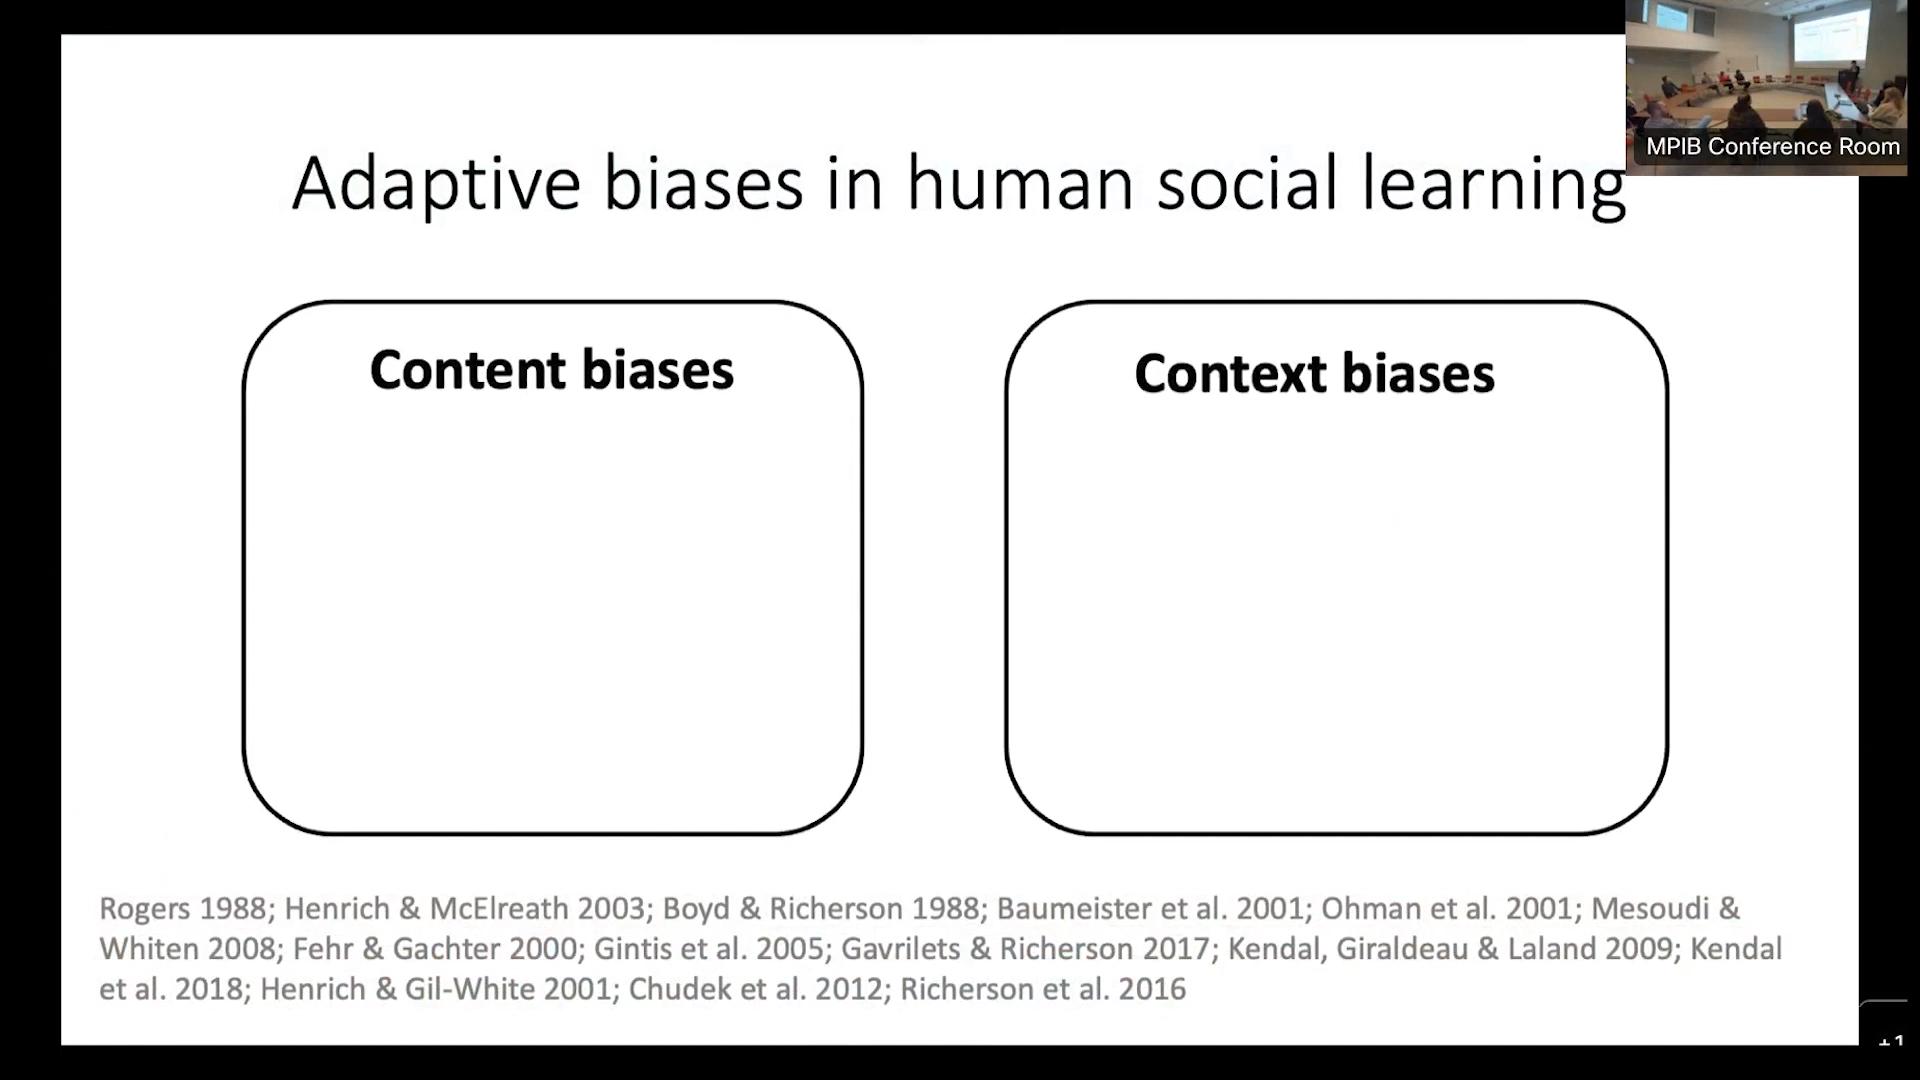 MPIB Conference Room
Adaptive biases in human social learning
Content biases
Context biases
Rogers 1988; Henrich & McElreath 2003; Boyd & Richerson 1988; Baumeister et al. 2001; Ohman et al. 2001; Mesoudi &
Whiten 2008; Fehr & Gachter 2000; Gintis et al. 2005; Gavrilets & Richerson 2017; Kendal, Giraldeau & Laland 2009; Kendal
et al. 2018; Henrich & Gil-White 2001; Chudek et al. 2012; Richerson et al. 2016
+1